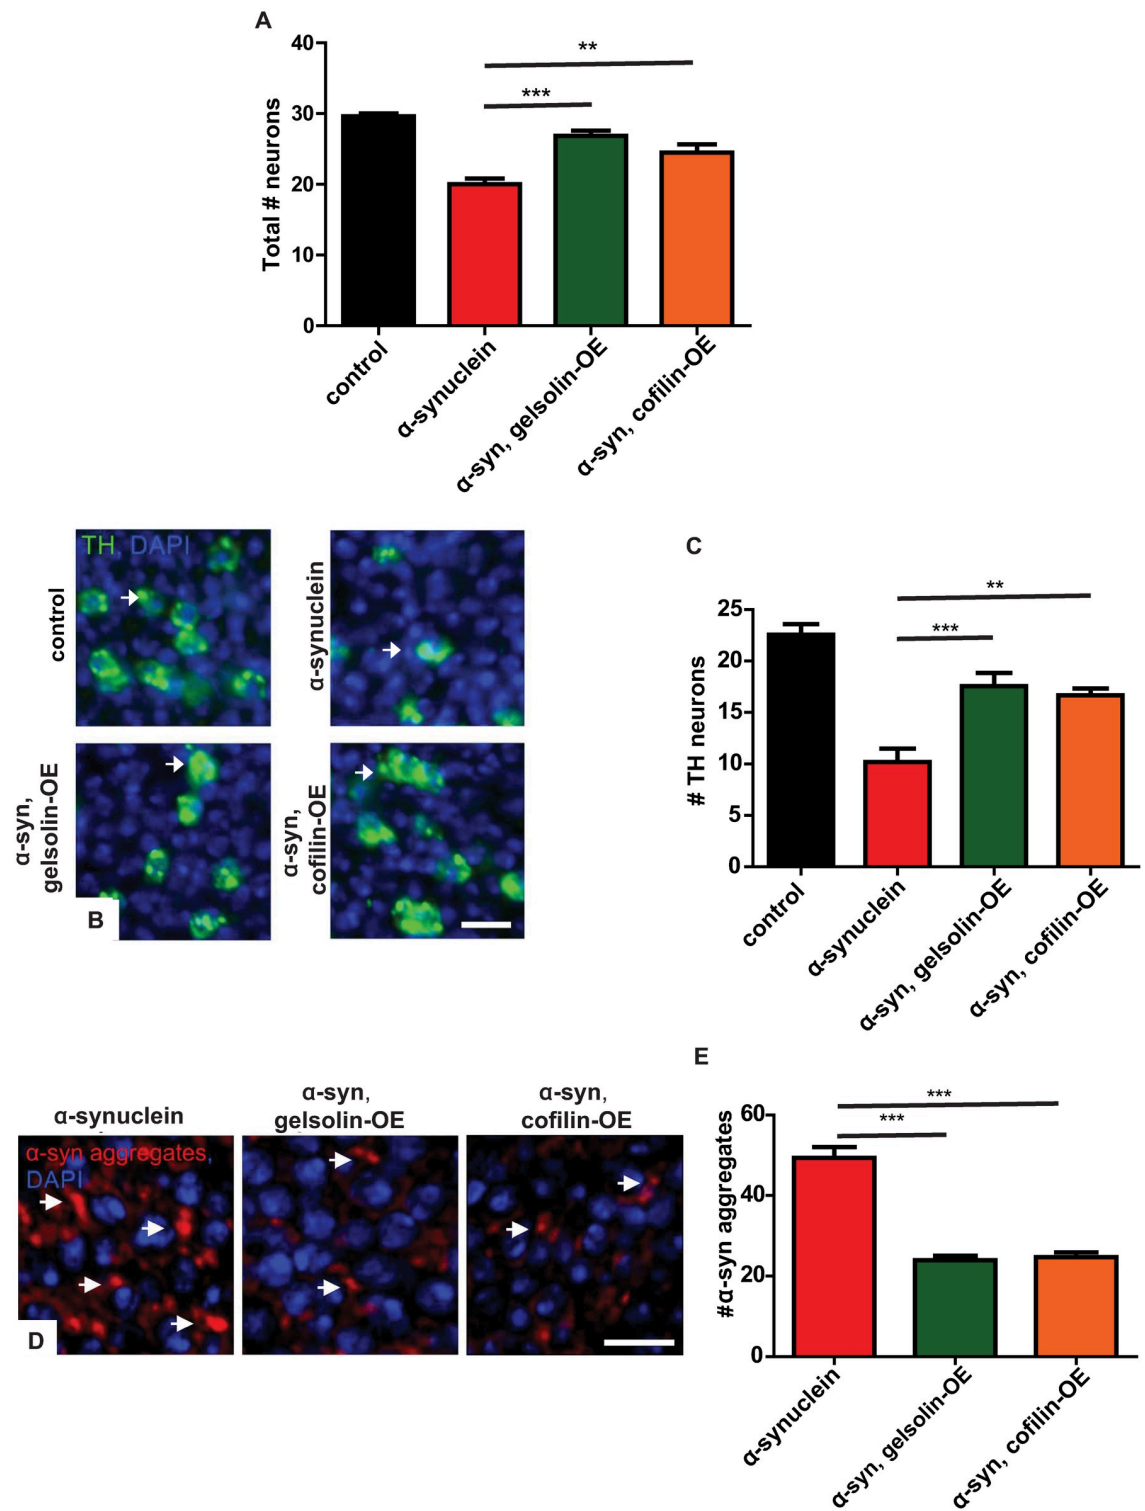 A
Total # neurons
40
30
20
10
0
**
***
control
α-synuclein
α-syn, gelsolin-OE
α-syn, cofilin-OE
TH, DAPI
control
α-synuclein
α-syn,
gelsolin-OE
α-syn,
cofilin-OE
B
C
# TH neurons
25
20
15
10
5
0
**
***
control
α-synuclein
α-syn, gelsolin-OE
α-syn, cofilin-OE
α-synuclein
α-syn,
gelsolin-OE
α-syn,
cofilin-OE
α-syn aggregates,
DAPI
D
E
#α-syn aggregates
60
40
20
0
***
***
α-synuclein
α-syn, gelsolin-OE
α-syn, cofilin-OE